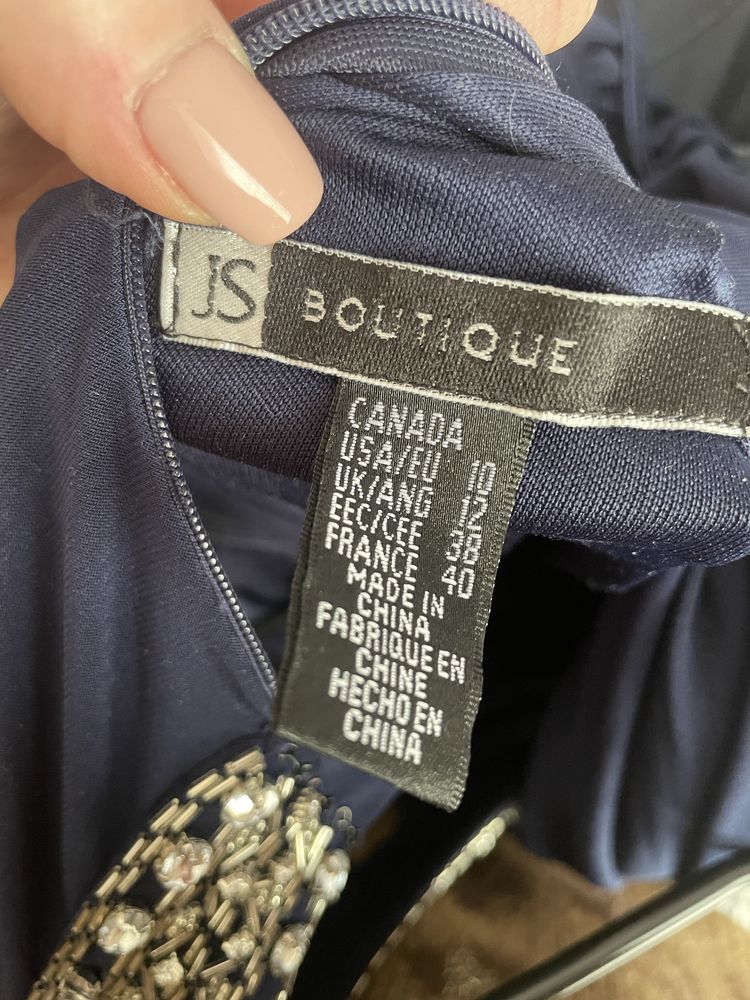 JS BOUTIQUE
CANADA
USA/EU 10
UK/ANG 12
EEC/CEE 38
FRANCE 40
MADE IN
CHINA
FABRIQUE EN
CHINE
HECHO EN
CHINA